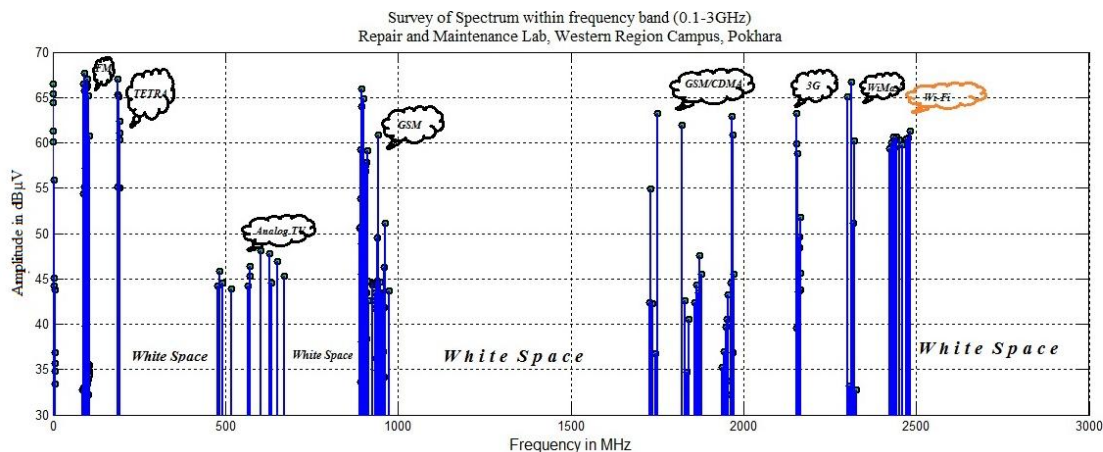 Survey of Spectrum within frequency band (0.1-3GHz)
Repair and Maintenance Lab, Western Region Campus, Pokhara
70
65
60
55
50
45
40
35
30
Amplitude in dBµV
FM
TETRA
Analog.TV
GSM
GSM/CDMA
3G
WiMa
Wi-Fi
White Space
White Space
White Space
White Space
0
500
1000
1500
2000
2500
3000
Frequency in MHz